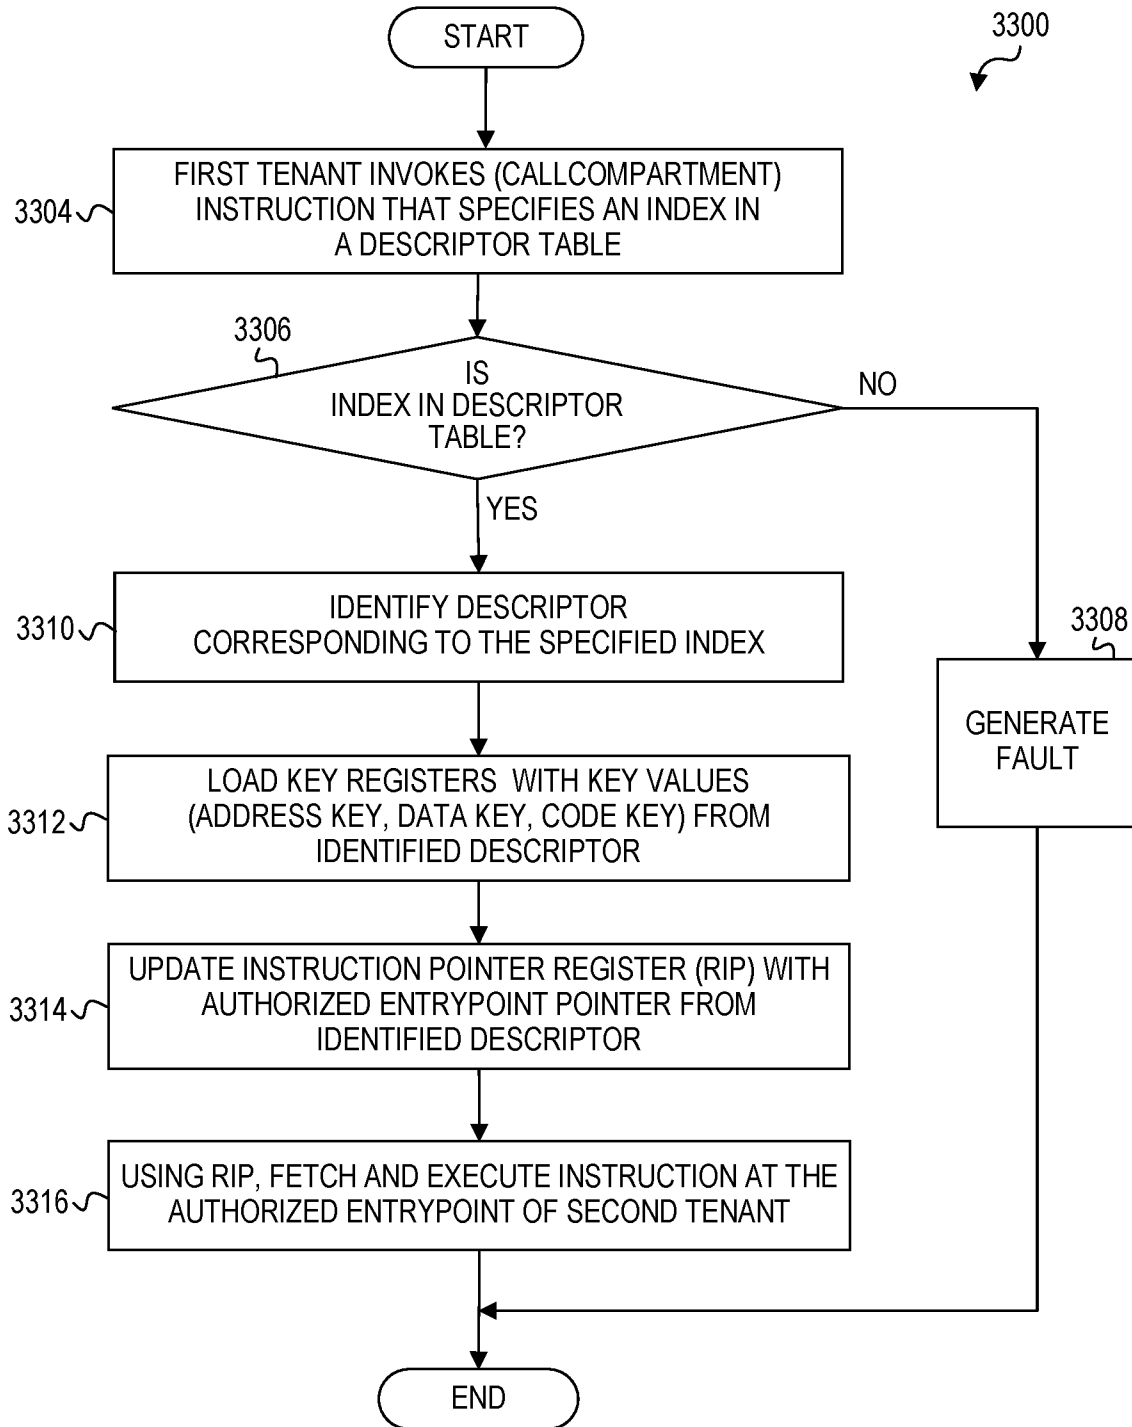 START
3300
3304
FIRST TENANT INVOKES (CALLCOMPARTMENT)
INSTRUCTION THAT SPECIFIES AN INDEX IN
A DESCRIPTOR TABLE
3306
IS
INDEX IN DESCRIPTOR
TABLE?
NO
YES
3310
IDENTIFY DESCRIPTOR
CORRESPONDING TO THE SPECIFIED INDEX
3308
GENERATE
FAULT
3312
LOAD KEY REGISTERS WITH KEY VALUES
(ADDRESS KEY, DATA KEY, CODE KEY) FROM
IDENTIFIED DESCRIPTOR
3314
UPDATE INSTRUCTION POINTER REGISTER (RIP) WITH
AUTHORIZED ENTRYPOINT POINTER FROM
IDENTIFIED DESCRIPTOR
3316
USING RIP, FETCH AND EXECUTE INSTRUCTION AT THE
AUTHORIZED ENTRYPOINT OF SECOND TENANT
END